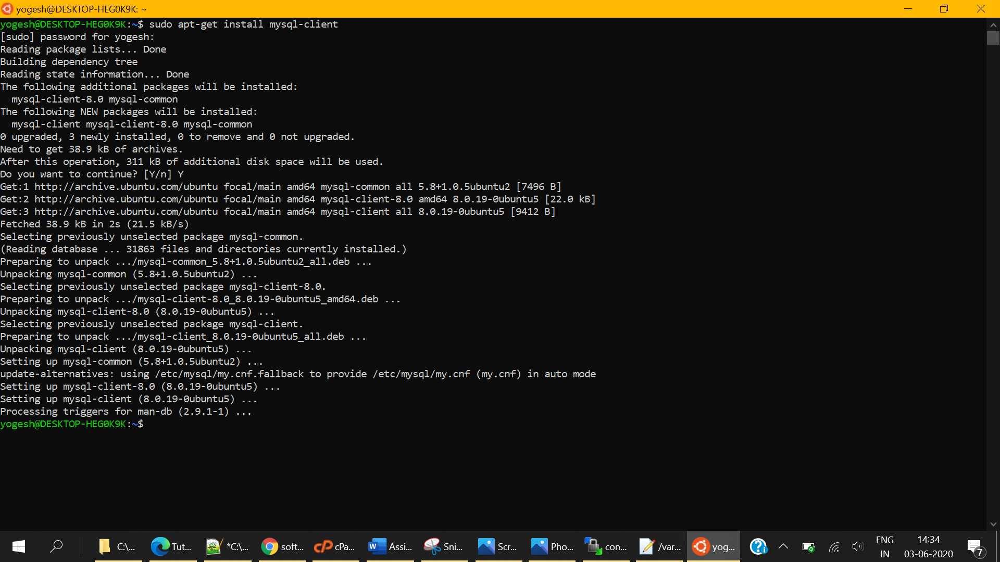 yogesh@DESKTOP-HEG0K9K: ~
yogesh@DESKTOP-HEG0K9K:~$ sudo apt-get install mysql-client
[sudo] password for yogesh:
Reading package lists... Done
Building dependency tree
Reading state information... Done
The following additional packages will be installed:
  mysql-client-8.0 mysql-common
The following NEW packages will be installed:
  mysql-client mysql-client-8.0 mysql-common
0 upgraded, 3 newly installed, 0 to remove and 0 not upgraded.
Need to get 38.9 kB of archives.
After this operation, 311 kB of additional disk space will be used.
Do you want to continue? [Y/n] Y
Get:1 http://archive.ubuntu.com/ubuntu focal/main amd64 mysql-common all 5.8+1.0.5ubuntu2 [7496 B]
Get:2 http://archive.ubuntu.com/ubuntu focal/main amd64 mysql-client-8.0 amd64 8.0.19-0ubuntu5 [22.0 kB]
Get:3 http://archive.ubuntu.com/ubuntu focal/main amd64 mysql-client all 8.0.19-0ubuntu5 [9412 B]
Fetched 38.9 kB in 2s (21.5 kB/s)
Selecting previously unselected package mysql-common.
(Reading database ... 31863 files and directories currently installed.)
Preparing to unpack .../mysql-common_5.8+1.0.5ubuntu2_all.deb ...
Unpacking mysql-common (5.8+1.0.5ubuntu2) ...
Selecting previously unselected package mysql-client-8.0.
Preparing to unpack .../mysql-client-8.0_8.0.19-0ubuntu5_amd64.deb ...
Unpacking mysql-client-8.0 (8.0.19-0ubuntu5) ...
Selecting previously unselected package mysql-client.
Preparing to unpack .../mysql-client_8.0.19-0ubuntu5_all.deb ...
Unpacking mysql-client (8.0.19-0ubuntu5) ...
Setting up mysql-common (5.8+1.0.5ubuntu2) ...
update-alternatives: using /etc/mysql/my.cnf.fallback to provide /etc/mysql/my.cnf (my.cnf) in auto mode
Setting up mysql-client-8.0 (8.0.19-0ubuntu5) ...
Setting up mysql-client (8.0.19-0ubuntu5) ...
Processing triggers for man-db (2.9.1-1) ...
yogesh@DESKTOP-HEG0K9K:~$
C:\... Tut... *C:\... soft... cPa... Assi... Sni... Scr... Pho... con... /var... yog... ENG 14:34
IN 03-06-2020 7